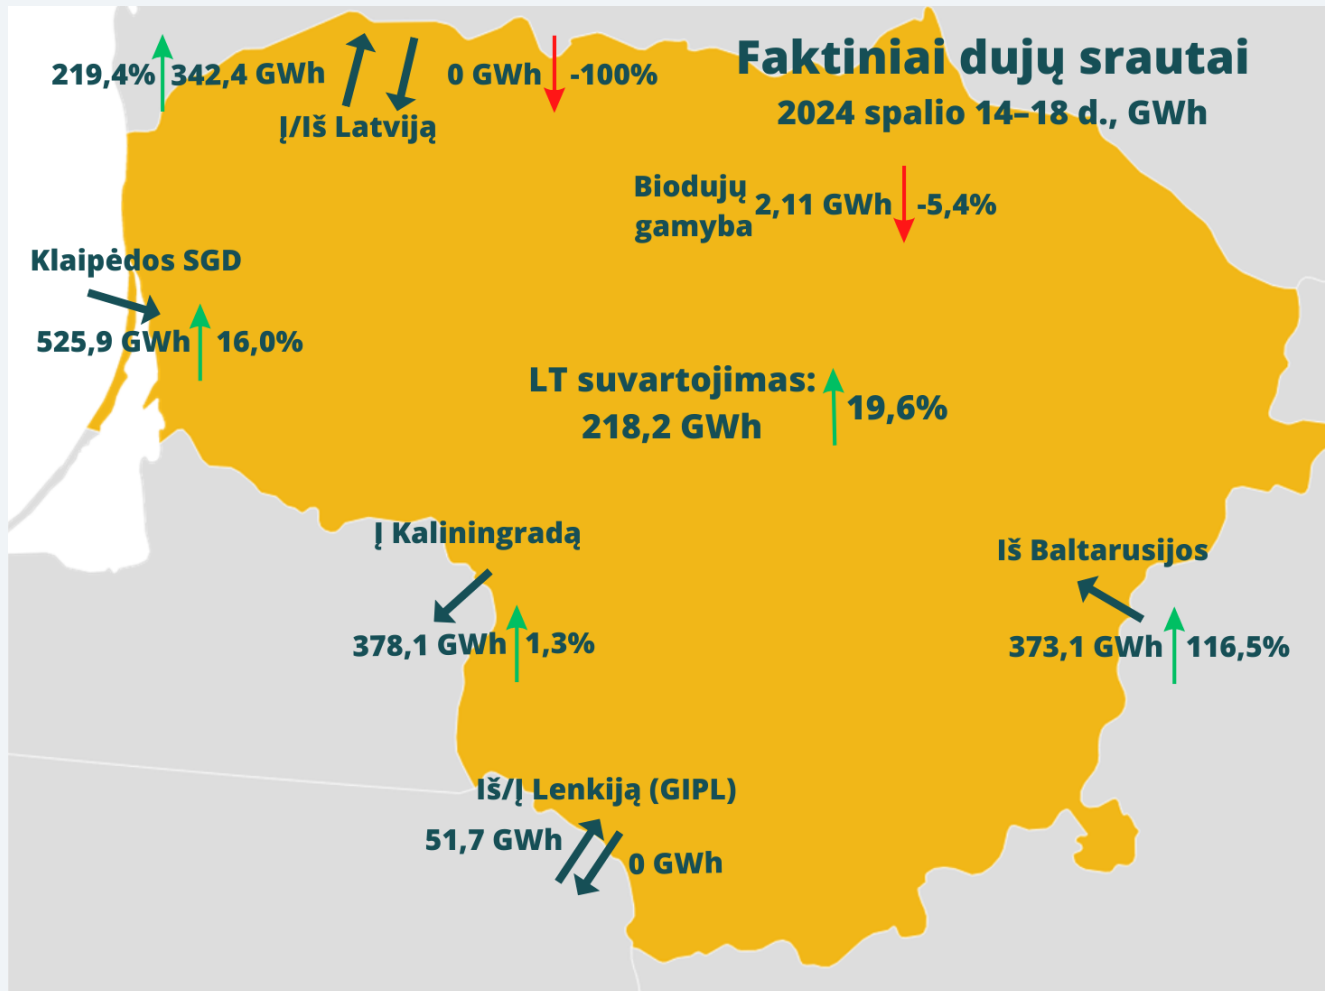 Faktiniai dujų srautai
2024 spalio 14–18 d., GWh
219,4% 342,4 GWh
0 GWh -100%
Į/Iš Latviją
Biodujų
gamyba
2,11 GWh -5,4%
Klaipėdos SGD
525,9 GWh 16,0%
LT suvartojimas:
218,2 GWh
19,6%
Į Kaliningradą
378,1 GWh 1,3%
Iš Baltarusijos
373,1 GWh 116,5%
Iš/Į Lenkiją (GIPL)
51,7 GWh
0 GWh